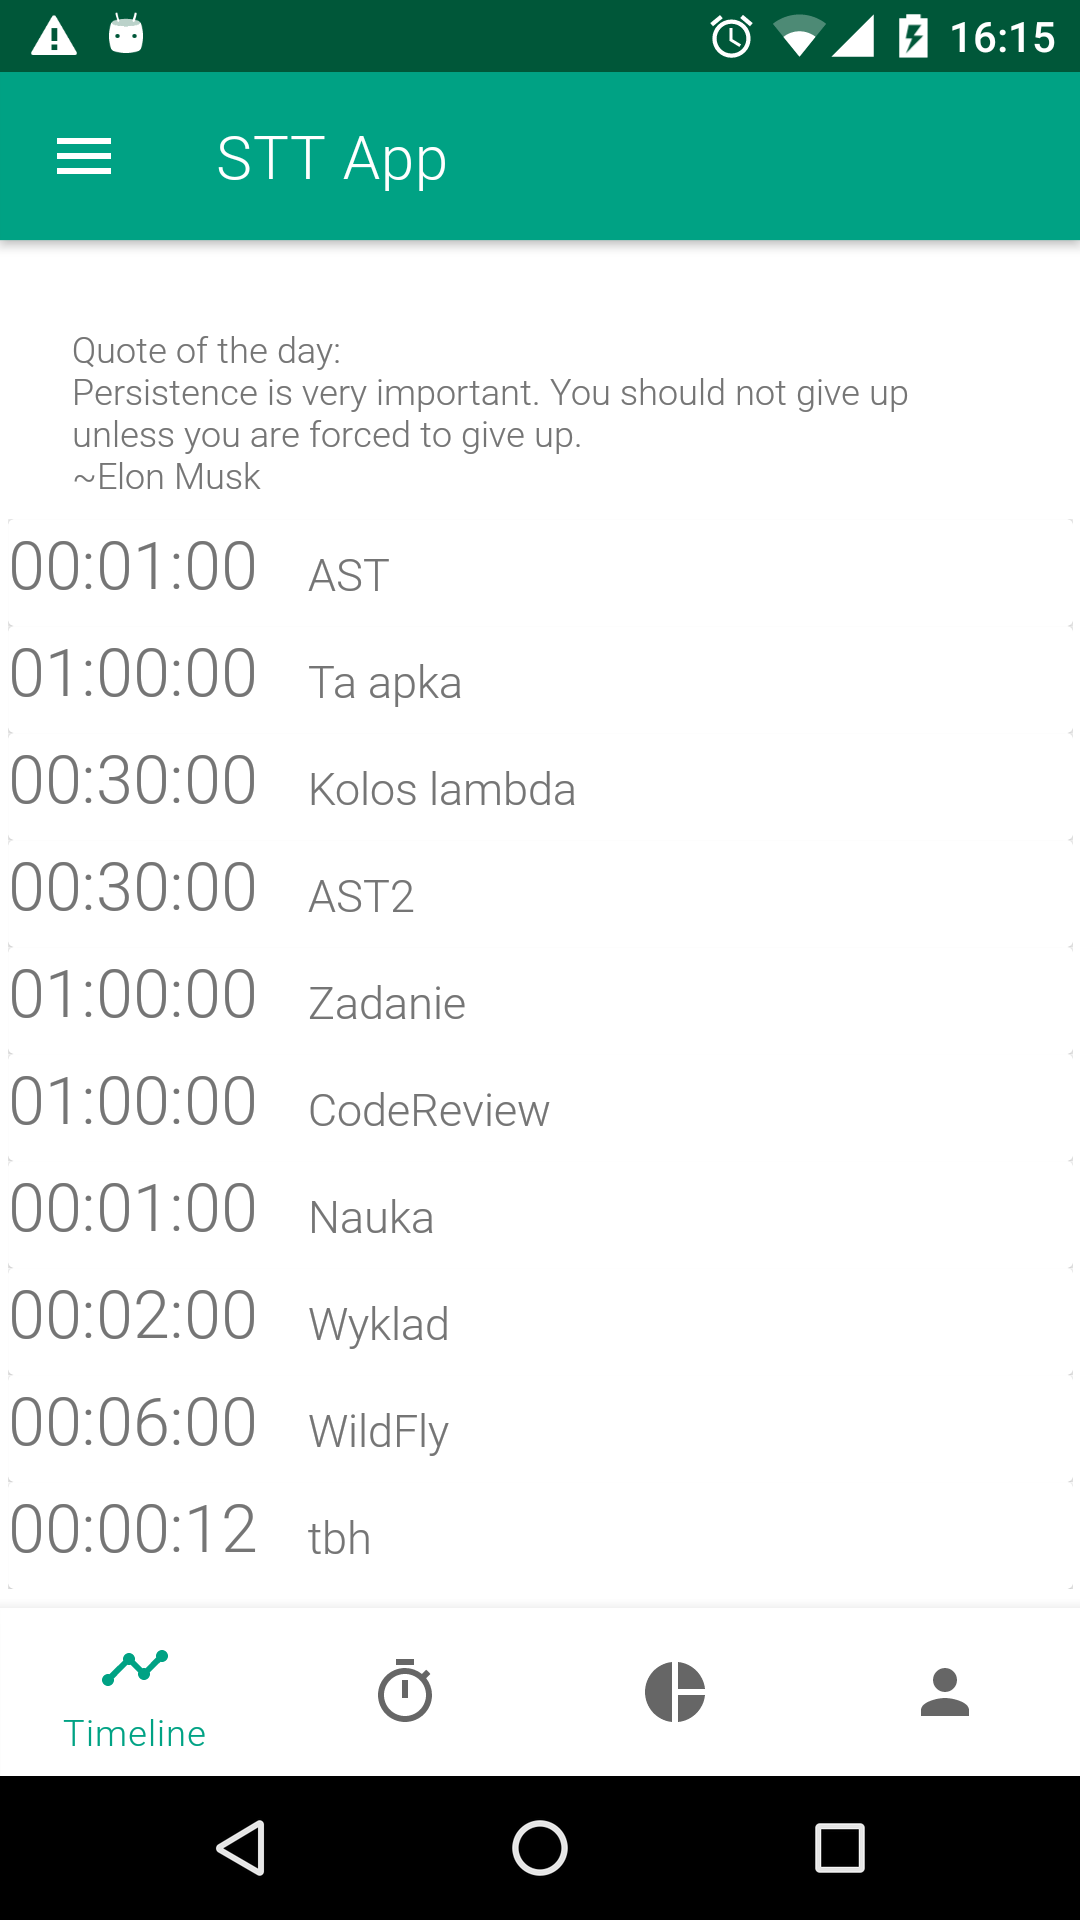 16:15
STT App
Quote of the day:
Persistence is very important. You should not give up
unless you are forced to give up.
~Elon Musk
00:01:00 AST
01:00:00 Ta apka
00:30:00 Kolos lambda
00:30:00 AST2
01:00:00 Zadanie
01:00:00 CodeReview
00:01:00 Nauka
00:02:00 Wyklad
00:06:00 WildFly
00:00:12 tbh
Timeline